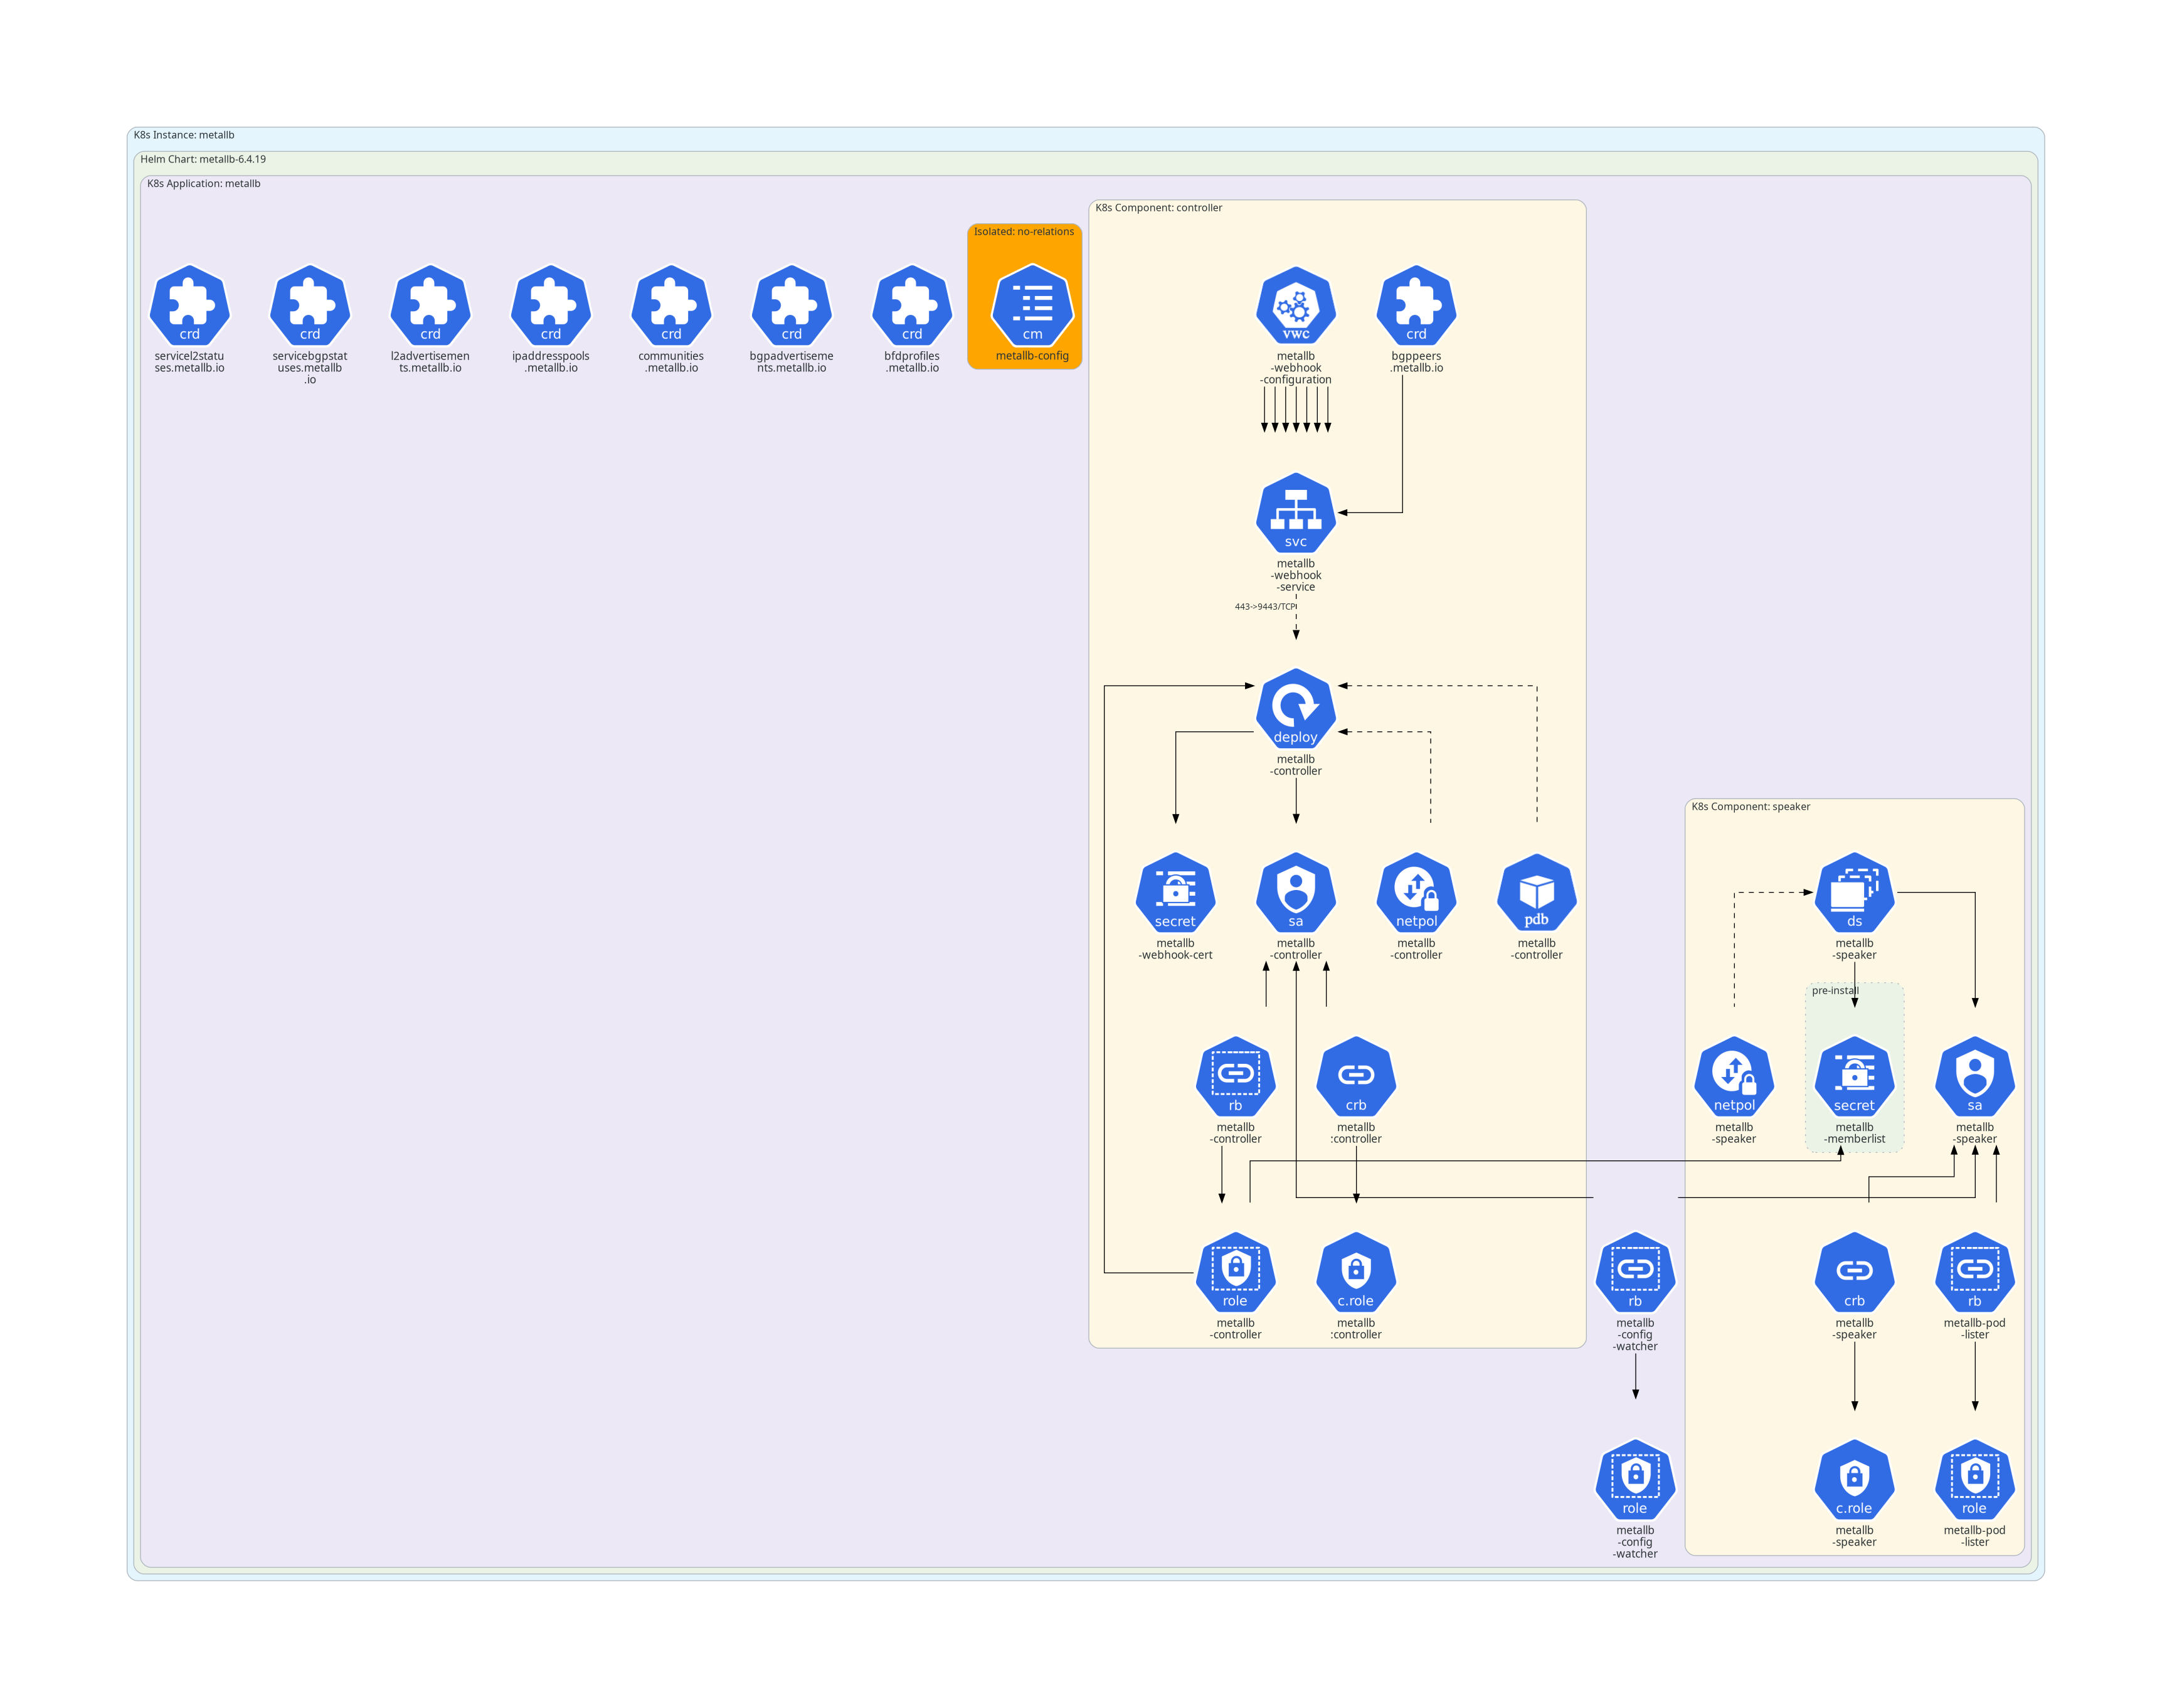 K8s Instance: metallb
Helm Chart: metallb-6.4.19
K8s Application: metallb
crd
servicel2statu
ses.metallb.io
crd
servicebgpstat
uses.metallb
.io
crd
l2advertisemen
ts.metallb.io
crd
ipaddresspools
.metallb.io
crd
communities
.metallb.io
crd
bgpadvertiseme
nts.metallb.io
crd
bfdprofiles
.metallb.io
Isolated: no-relations
cm
metallb-config
K8s Component: controller
vwc
metallb
-webhook
-configuration
crd
bgppeers
.metallb.io
svc
metallb
-webhook
-service
443->9443/TCP
deploy
metallb
-controller
secret
metallb
-webhook-cert
sa
metallb
-controller
netpol
metallb
-controller
pdb
metallb
-controller
rb
metallb
-controller
crb
metallb
:controller
role
metallb
-controller
c.role
metallb
:controller
rb
metallb
-config
-watcher
role
metallb
-config
-watcher
K8s Component: speaker
ds
metallb
-speaker
pre-install
netpol
metallb
-speaker
secret
metallb
-memberlist
sa
metallb
-speaker
crb
metallb
-speaker
rb
metallb-pod
-lister
c.role
metallb
-speaker
role
metallb-pod
-lister